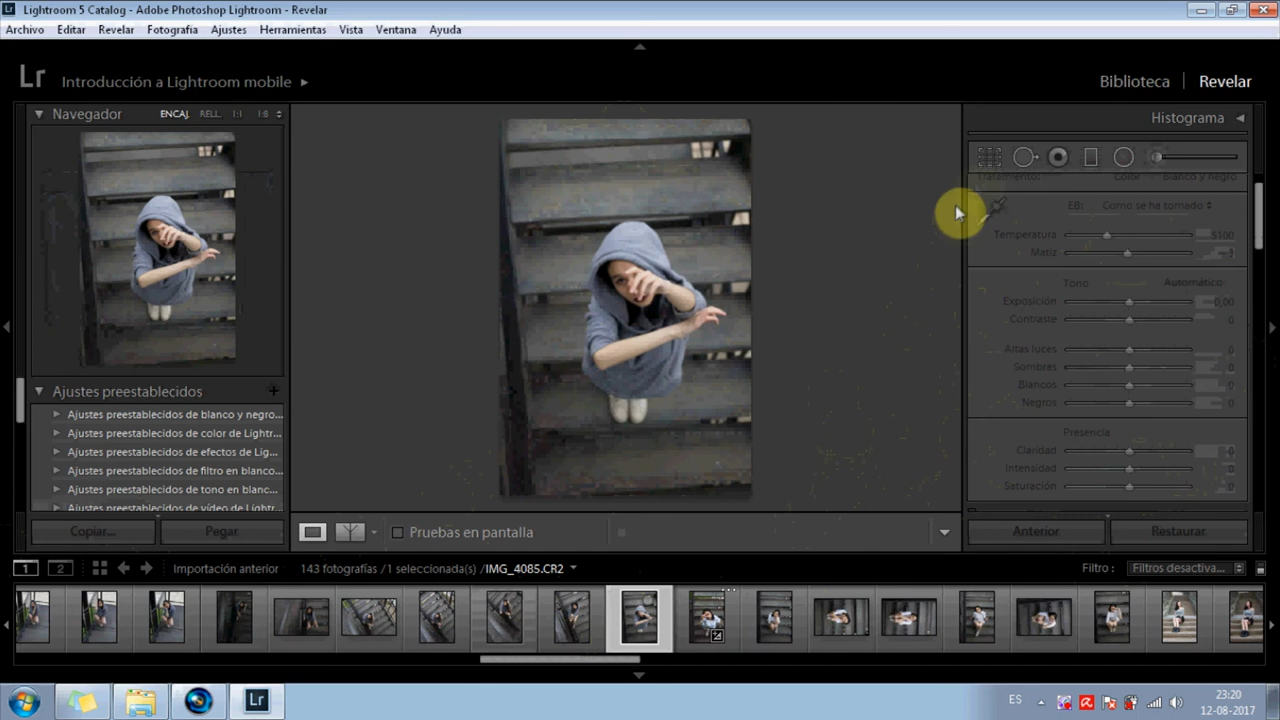 Lightroom 5 Catalog - Adobe Photoshop Lightroom - Revelar
Archivo Editar Revelar Fotografía Ajustes Herramientas Vista Ventana Ayuda
Lr Introducción a Lightroom mobile
Biblioteca Revelar
Navegador ENCAJ. RELL. 1:1 1:8
Histograma
Tratamiento: Color Blanco y negro
EB: Como se ha tomado
Temperatura 5100
Matiz
Tono Automático
Exposición 0,00
Contraste 0
Altas luces 0
Sombras 0
Blancos 0
Negros 0
Presencia
Claridad 0
Intensidad 0
Saturación 0
Ajustes preestablecidos +
Ajustes preestablecidos de blanco y negro...
Ajustes preestablecidos de color de Lightr...
Ajustes preestablecidos de efectos de Lig...
Ajustes preestablecidos de filtro en blanco...
Ajustes preestablecidos de tono en blanc...
Ajustes preestablecidos de vídeo de Lightr...
Copiar... Pegar
Pruebas en pantalla
Anterior Restaurar
1 2 Importación anterior 143 fotografías /1 seleccionada(s) /IMG_4085.CR2
Filtro : Filtros desactiva...
Lr
ES
23:20
12-08-2017